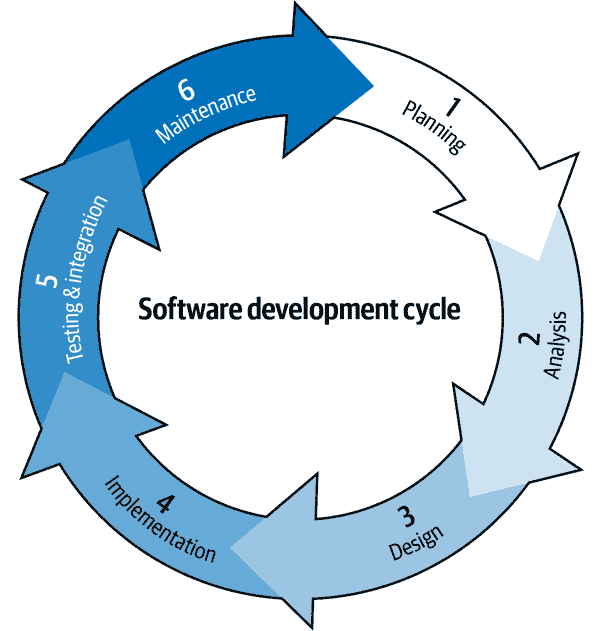 1
Planning
2
Analysis
3
Design
4
Implementation
5
Testing & integration
6
Maintenance
Software development cycle